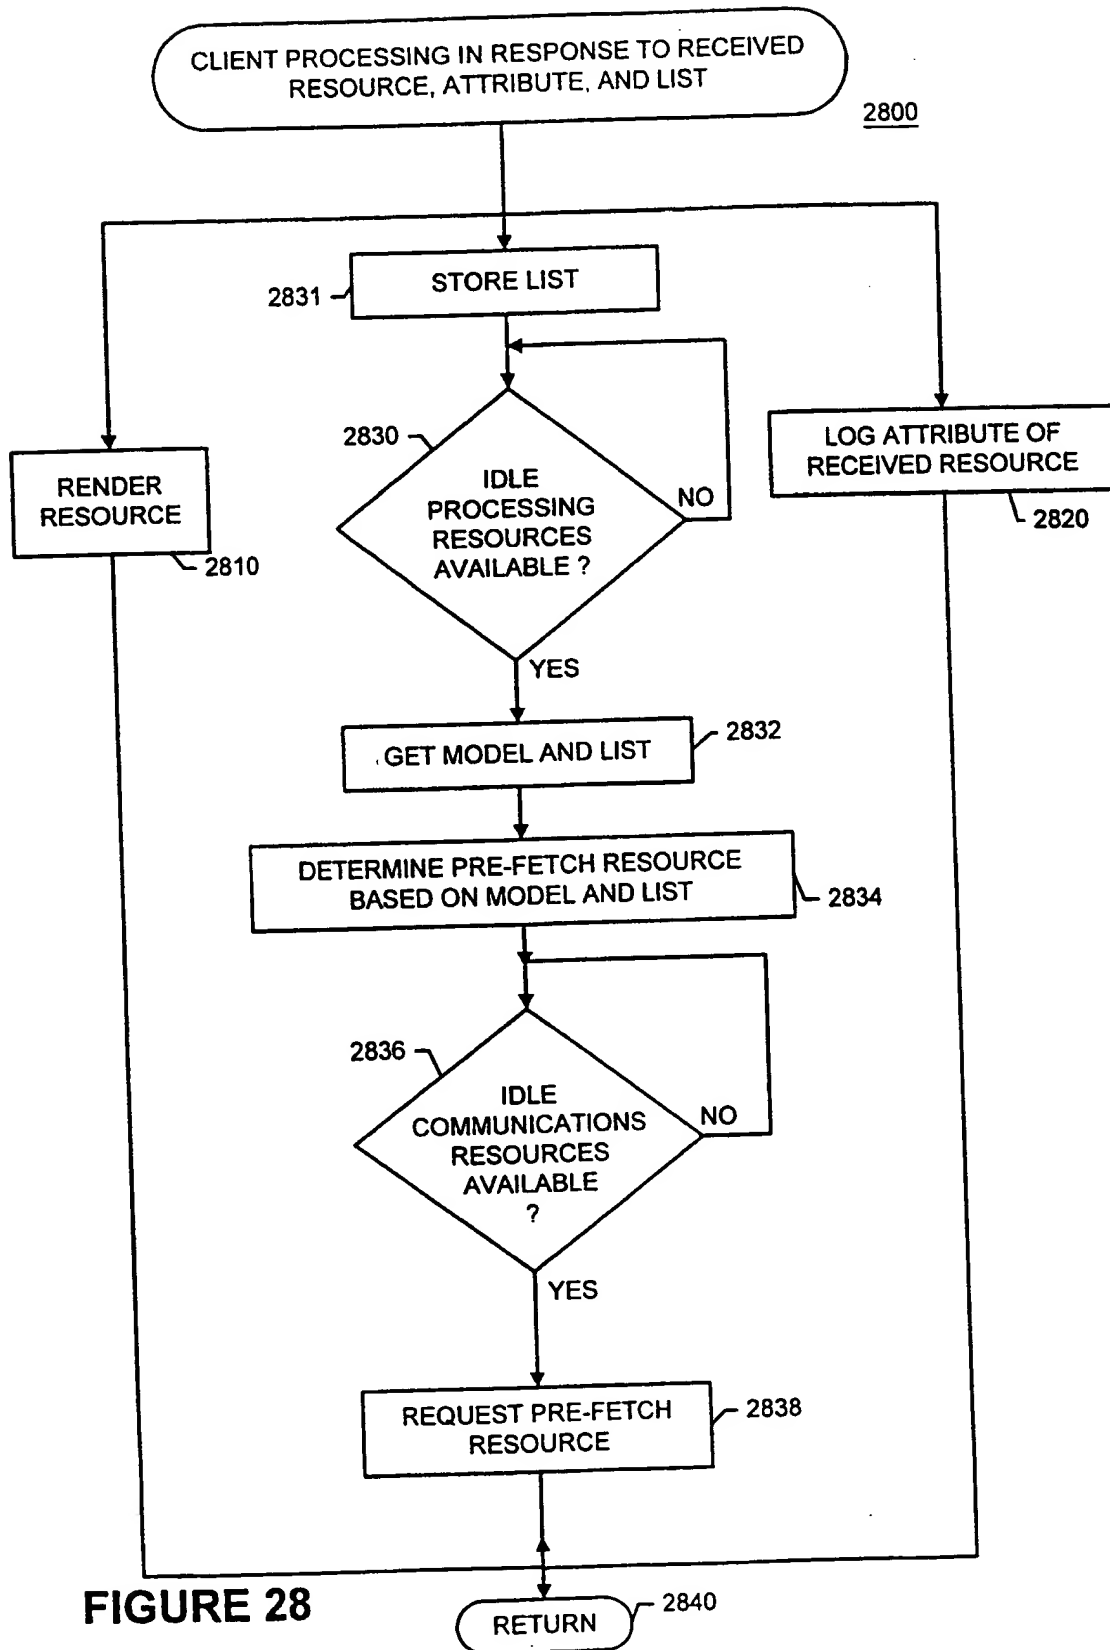 CLIENT PROCESSING IN RESPONSE TO RECEIVED
RESOURCE, ATTRIBUTE, AND LIST
2800
STORE LIST
2831
2830
IDLE
PROCESSING
RESOURCES
AVAILABLE ?
NO
LOG ATTRIBUTE OF
RECEIVED RESOURCE
2820
RENDER
RESOURCE
2810
YES
GET MODEL AND LIST
2832
DETERMINE PRE-FETCH RESOURCE
BASED ON MODEL AND LIST
2834
2836
IDLE
COMMUNICATIONS
RESOURCES
AVAILABLE
?
NO
YES
REQUEST PRE-FETCH
RESOURCE
2838
FIGURE 28
RETURN
2840